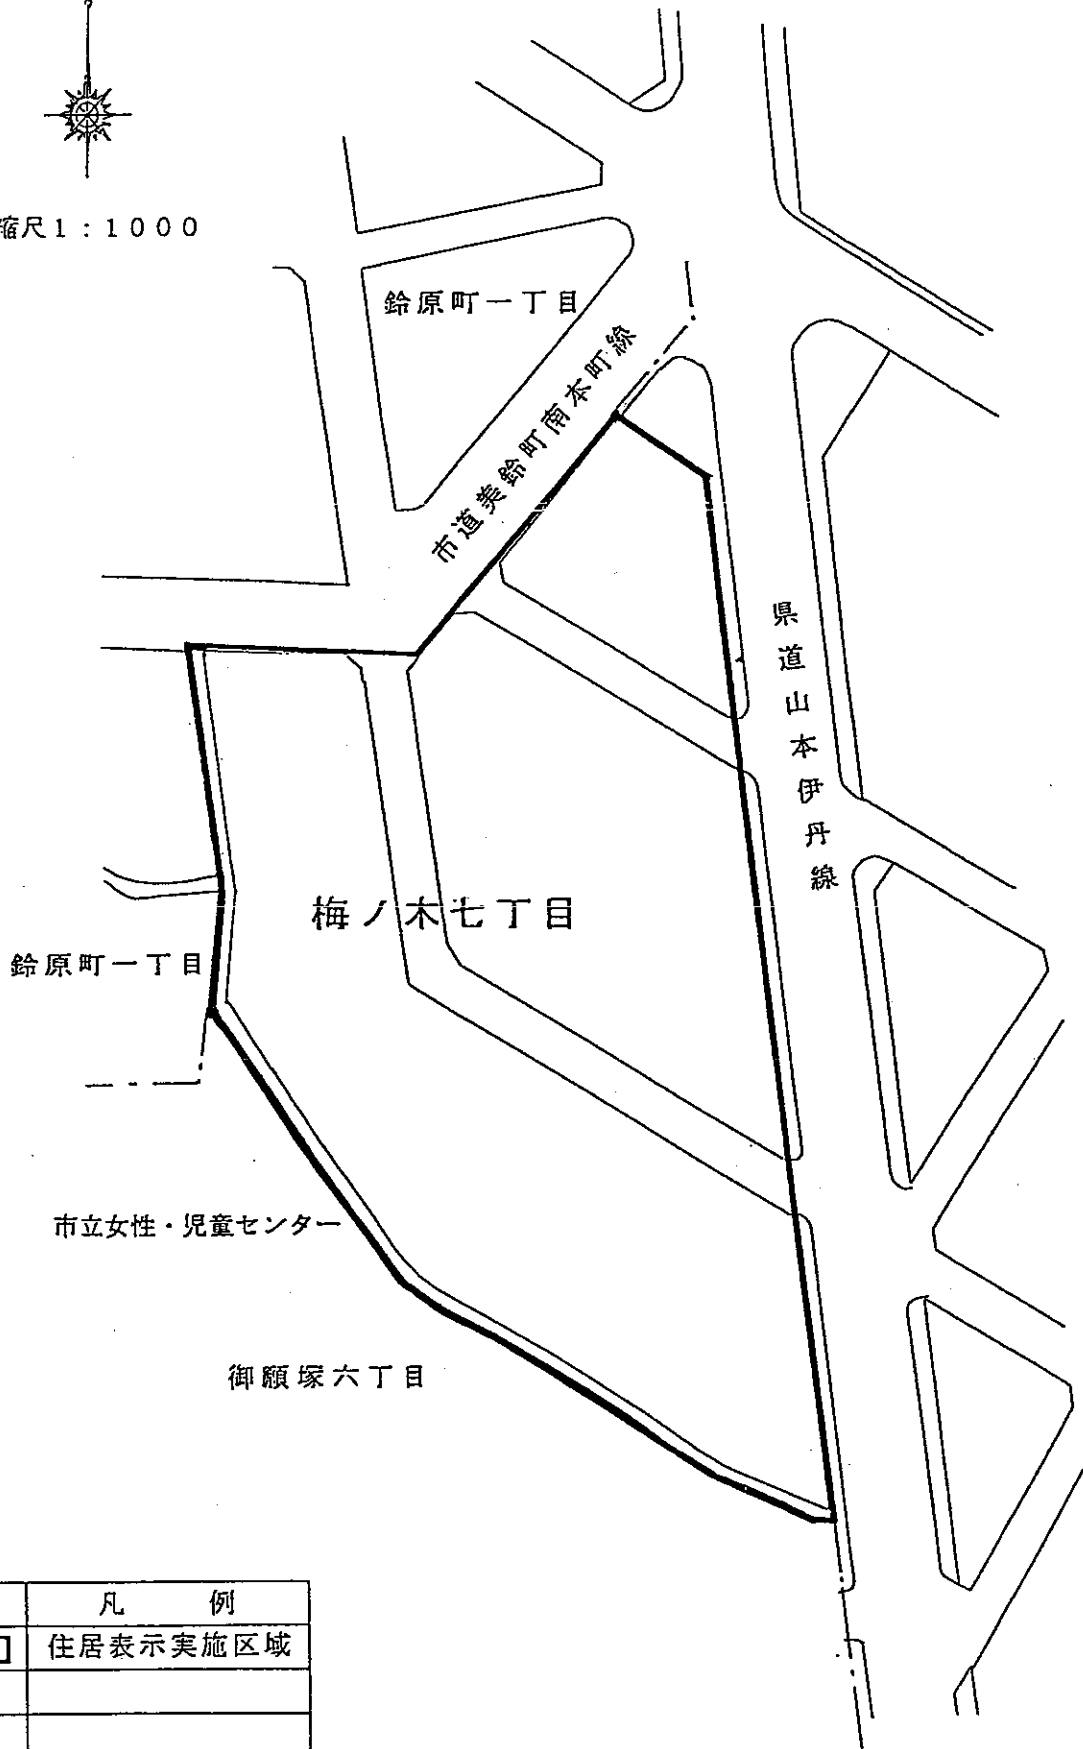 縮尺1:1000
鈴原町一丁目
市道美鈴町南本町線
県道山本伊丹線
梅ノ木七丁目
鈴原町一丁目
市立女性・児童センター
御願塚六丁目
凡例
住居表示実施区域